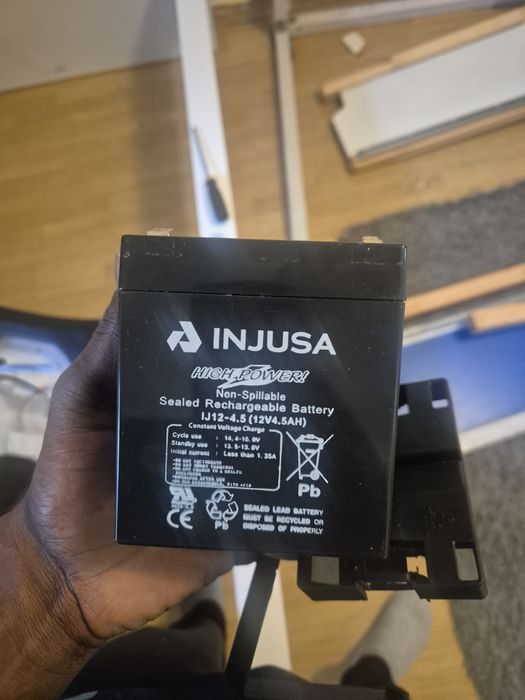 INJUSA
HIGH POWER!
Non-Spillable
Sealed Rechargeable Battery
IJ12-4.5 (12V4.5AH)
Constant Voltage Charge
Cycle use : 14.4-15.0V
Standby use : 13.5-13.8V
Initial current : Less than 1.35A
Pb
CE
Pb
SEALED LEAD BATTERY
MUST BE RECYCLED OR
DISPOSED OF PROPERLY